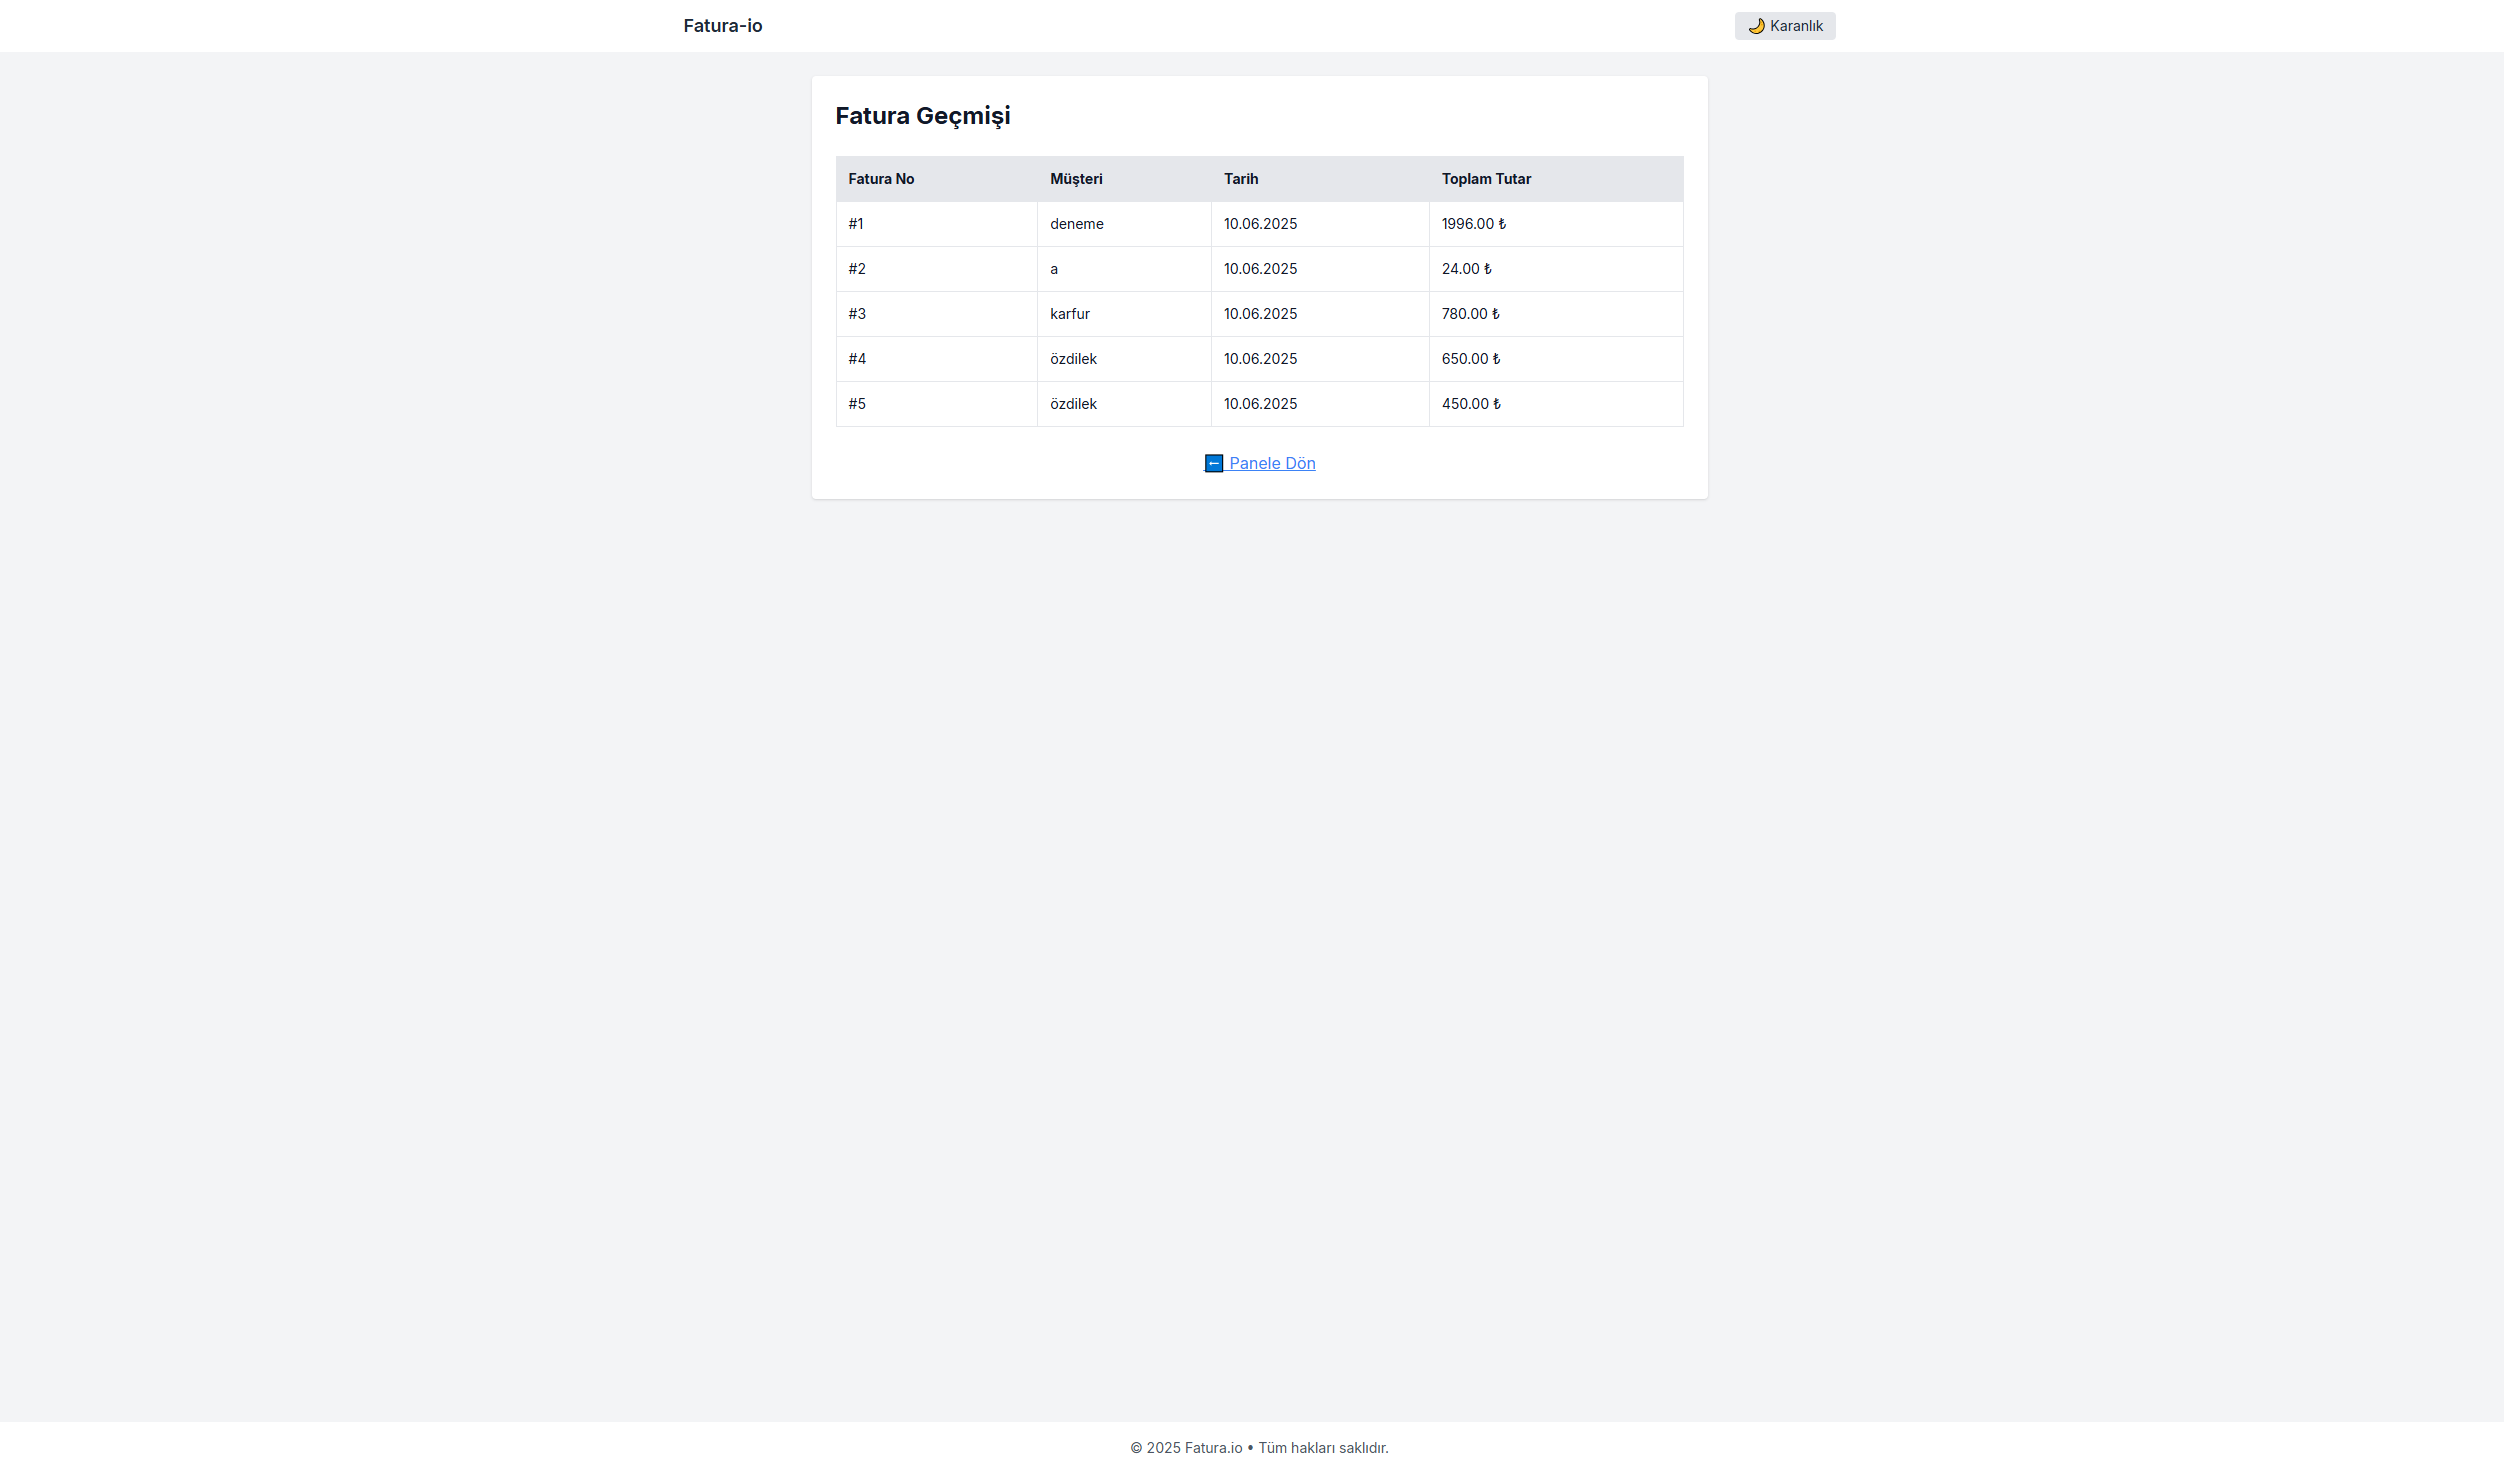 Fatura-io
🌙 Karanlık
Fatura Geçmişi
Fatura No Müşteri Tarih Toplam Tutar
#1 deneme 10.06.2025 1996.00 ₺
#2 a 10.06.2025 24.00 ₺
#3 karfur 10.06.2025 780.00 ₺
#4 özdilek 10.06.2025 650.00 ₺
#5 özdilek 10.06.2025 450.00 ₺
⬅ Panele Dön
© 2025 Fatura.io • Tüm hakları saklıdır.